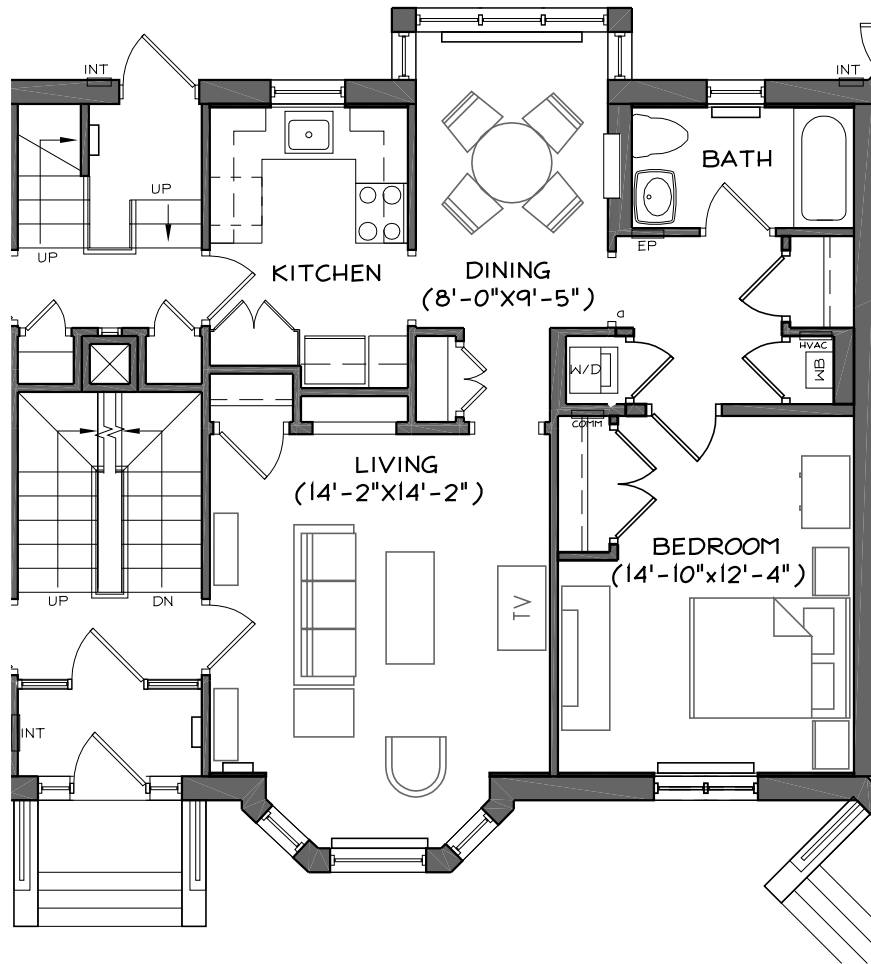 INT
INT
BATH
UP
EP
UP
KITCHEN
DINING
(8'-0"X9'-5")
HVAC
W/D
WB
COMM
LIVING
(14'-2"X14'-2")
BEDROOM
(14'-10"x12'-4")
UP
DN
TV
INT